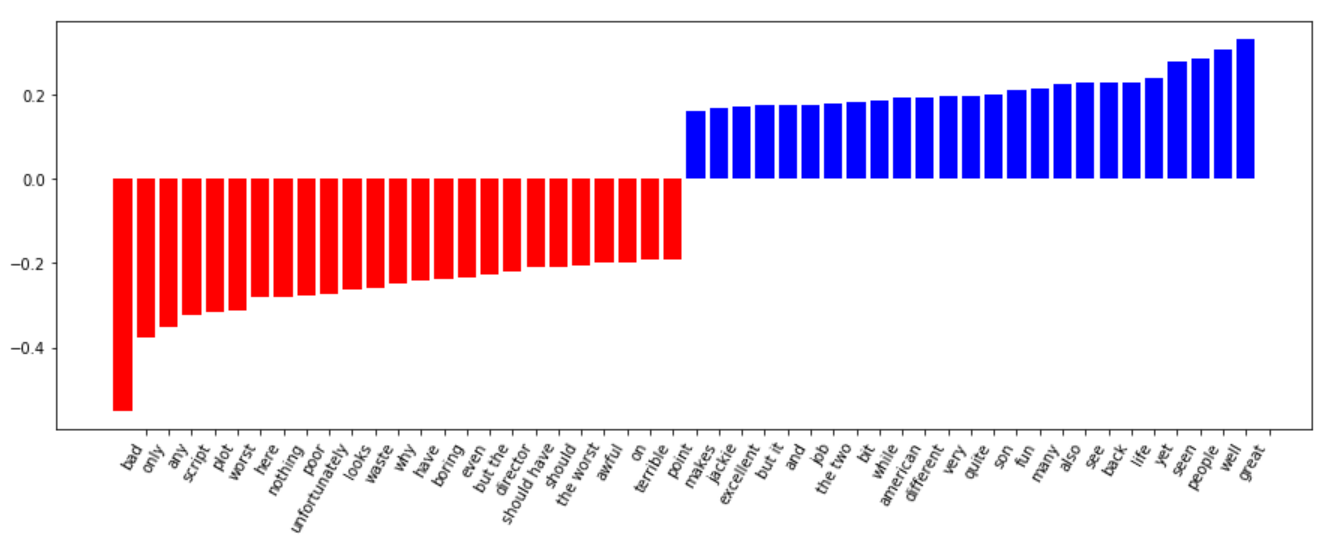 0.2
0.0
−0.2
−0.4
bad
only
any
script
plot
worst
here
nothing
poor
unfortunately
looks
waste
why
have
boring
even
but the
director
should have
should
the worst
awful
on
terrible
point
makes
jackie
excellent
but it
and
job
the two
bit
while
american
different
very
quite
son
fun
many
also
see
back
life
yet
seen
people
well
great